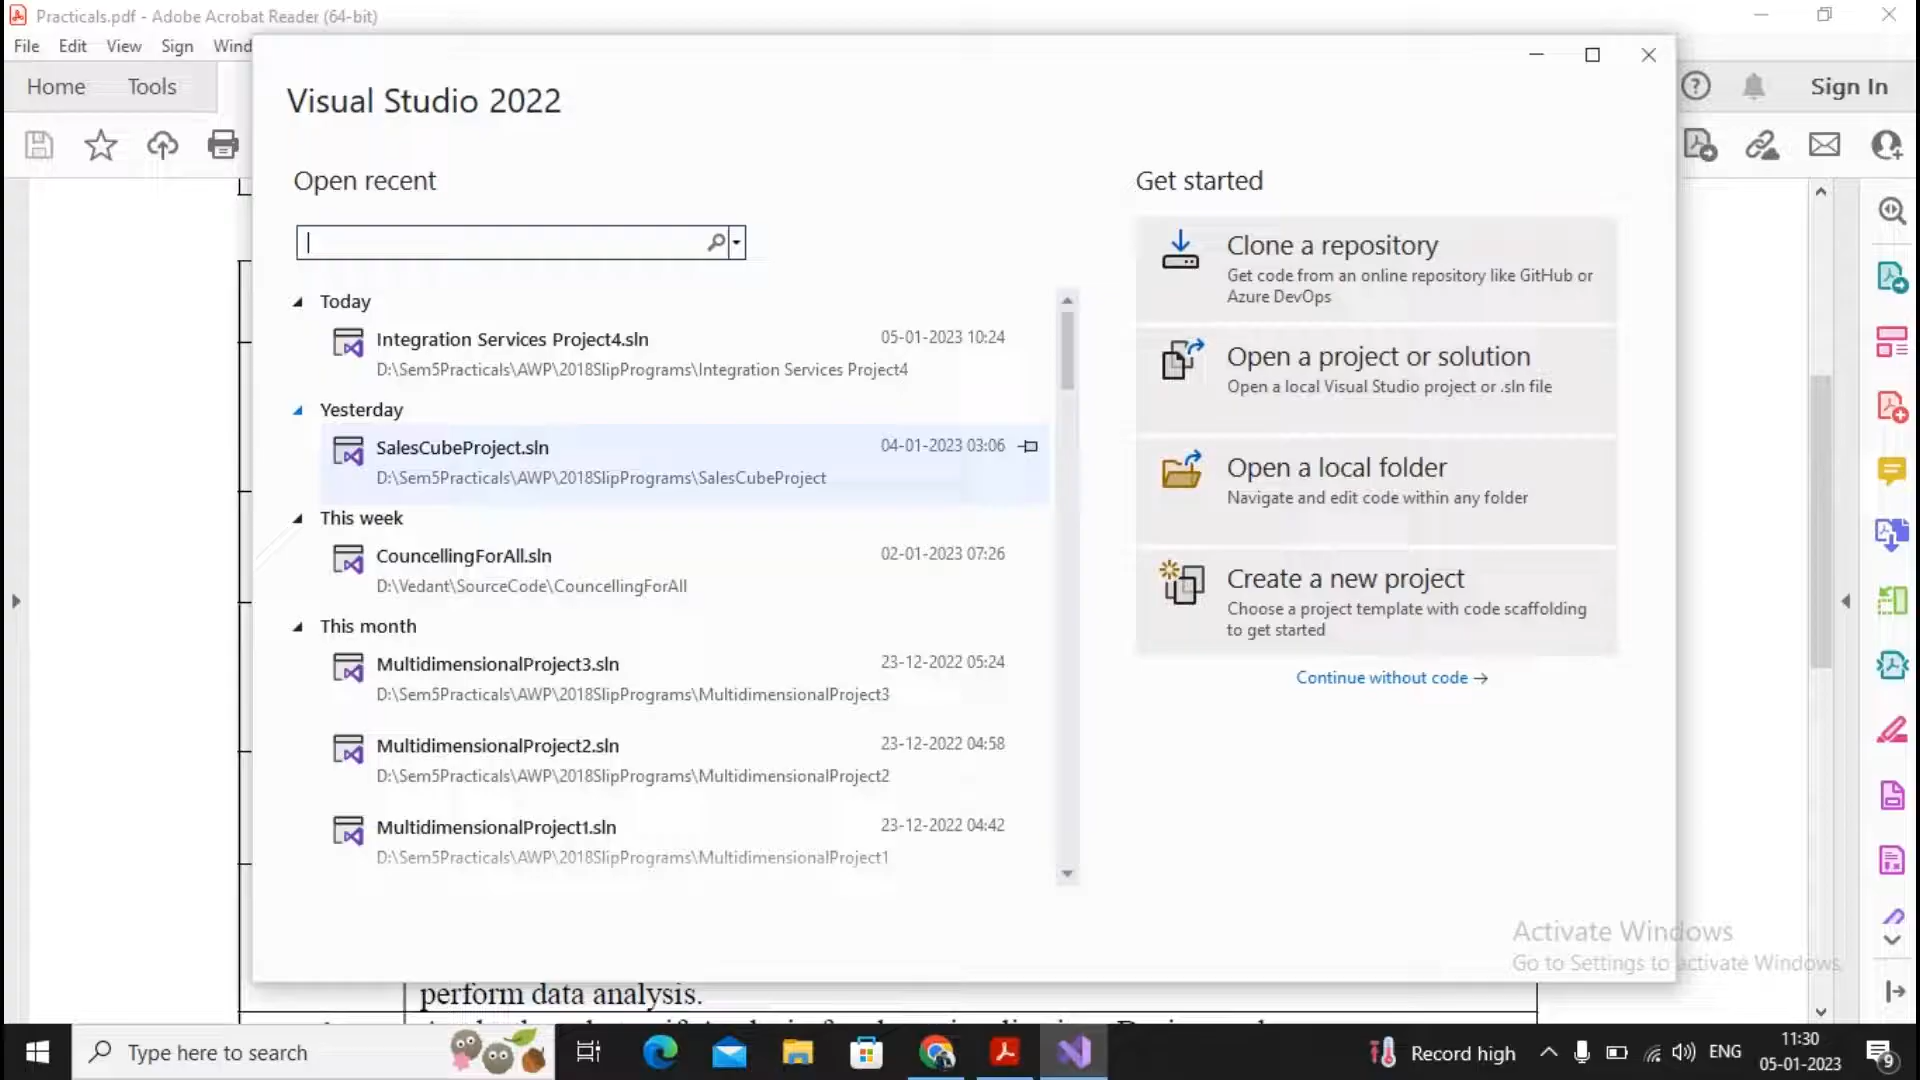 Practicals.pdf - Adobe Acrobat Reader (64-bit)
File Edit View Sign Wind
Home Tools
Sign In
Visual Studio 2022
Open recent
Today
Integration Services Project4.sln 05-01-2023 10:24
D:\Sem5Practicals\AWP\2018SlipPrograms\Integration Services Project4
Yesterday
SalesCubeProject.sln 04-01-2023 03:06
D:\Sem5Practicals\AWP\2018SlipPrograms\SalesCubeProject
This week
CouncellingForAll.sln 02-01-2023 07:26
D:\Vedant\SourceCode\CouncellingForAll
This month
MultidimensionalProject3.sln 23-12-2022 05:24
D:\Sem5Practicals\AWP\2018SlipPrograms\MultidimensionalProject3
MultidimensionalProject2.sln 23-12-2022 04:58
D:\Sem5Practicals\AWP\2018SlipPrograms\MultidimensionalProject2
MultidimensionalProject1.sln 23-12-2022 04:42
D:\Sem5Practicals\AWP\2018SlipPrograms\MultidimensionalProject1
Get started
Clone a repository
Get code from an online repository like GitHub or
Azure DevOps
Open a project or solution
Open a local Visual Studio project or .sln file
Open a local folder
Navigate and edit code within any folder
Create a new project
Choose a project template with code scaffolding
to get started
Continue without code →
Activate Windows
Go to Settings to activate Windows.
perform data analysis.
Type here to search
Record high
ENG
11:30
05-01-2023
9